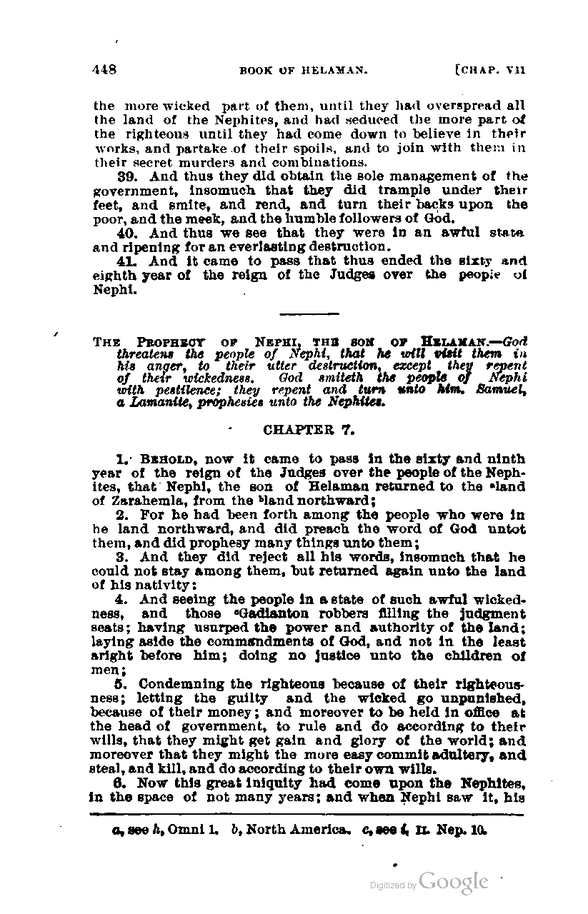 448 BOOK OF HELAMAN. [CHAP. VII
the more wicked part of them, until they had overspread all
the land of the Nephites, and had seduced the more part of
the righteous until they had come down to believe in their
works, and partake of their spoils, and to join with them in
their secret murders and combinations.
39. And thus they did obtain the sole management of the
government, insomuch that they did trample under their
feet, and smite, and rend, and turn their backs upon the
poor, and the meek, and the humble followers of God.
40. And thus we see that they were in an awful state
and ripening for an everlasting destruction.
41. And it came to pass that thus ended the sixty and
eighth year of the reign of the Judges over the people of
Nephi.
THE PROPHECY OF NEPHI, THE SON OF HELAMAN.—God
threatens the people of Nephi, that he will visit them in
his anger, to their utter destruction, except they repent
of their wickedness. God smiteth the people of Nephi
with pestilence; they repent and turn unto him. Samuel,
a Lamanite, prophesies unto the Nephites.
CHAPTER 7.
1. BEHOLD, now it came to pass in the sixty and ninth
year of the reign of the Judges over the people of the Neph-
ites, that Nephi, the son of Helaman returned to the ᵃland
of Zarahemla, from the ᵇland northward;
2. For he had been forth among the people who were in
he land northward, and did preach the word of God untot
them, and did prophesy many things unto them;
3. And they did reject all his words, insomuch that he
could not stay among them, but returned again unto the land
of his nativity:
4. And seeing the people in a state of such awful wicked-
ness, and those ᶜGadianton robbers filling the judgment
seats; having usurped the power and authority of the land;
laying aside the commandments of God, and not in the least
aright before him; doing no justice unto the children of
men;
5. Condemning the righteous because of their righteous-
ness; letting the guilty and the wicked go unpunished,
because of their money; and moreover to be held in office at
the head of government, to rule and do according to their
wills, that they might get gain and glory of the world; and
moreover that they might the more easy commit adultery, and
steal, and kill, and do according to their own wills.
6. Now this great iniquity had come upon the Nephites,
in the space of not many years; and when Nephi saw it, his
a, see h, Omni 1. b, North America. c, see f, II. Nep. 10.
Digitized by Google